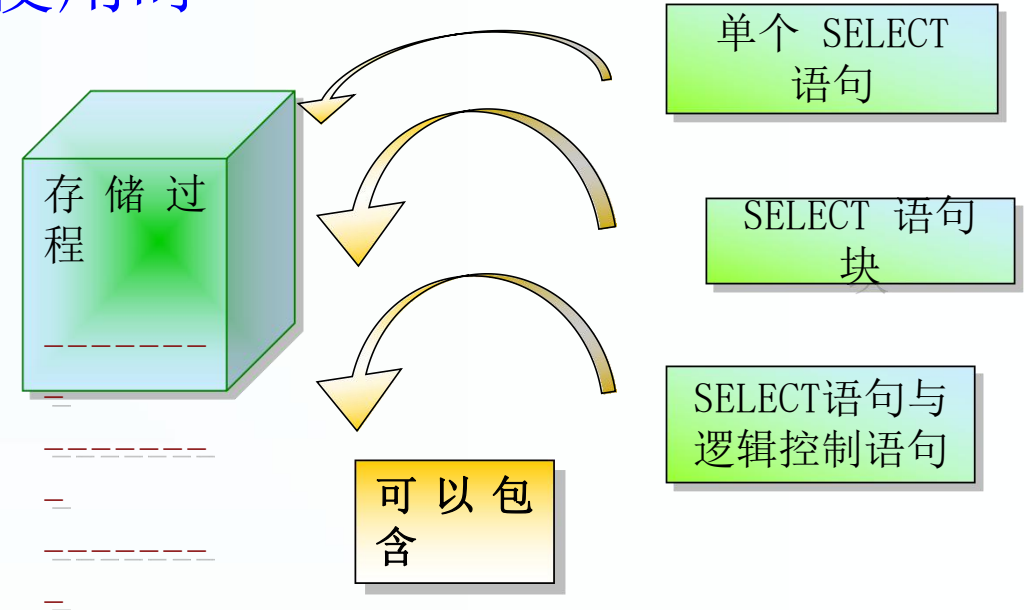 单个 SELECT
语句
存 储 过
程
-------
-
-------
-
-------
-
SELECT 语句
块
SELECT语句与
逻辑控制语句
可 以 包
含